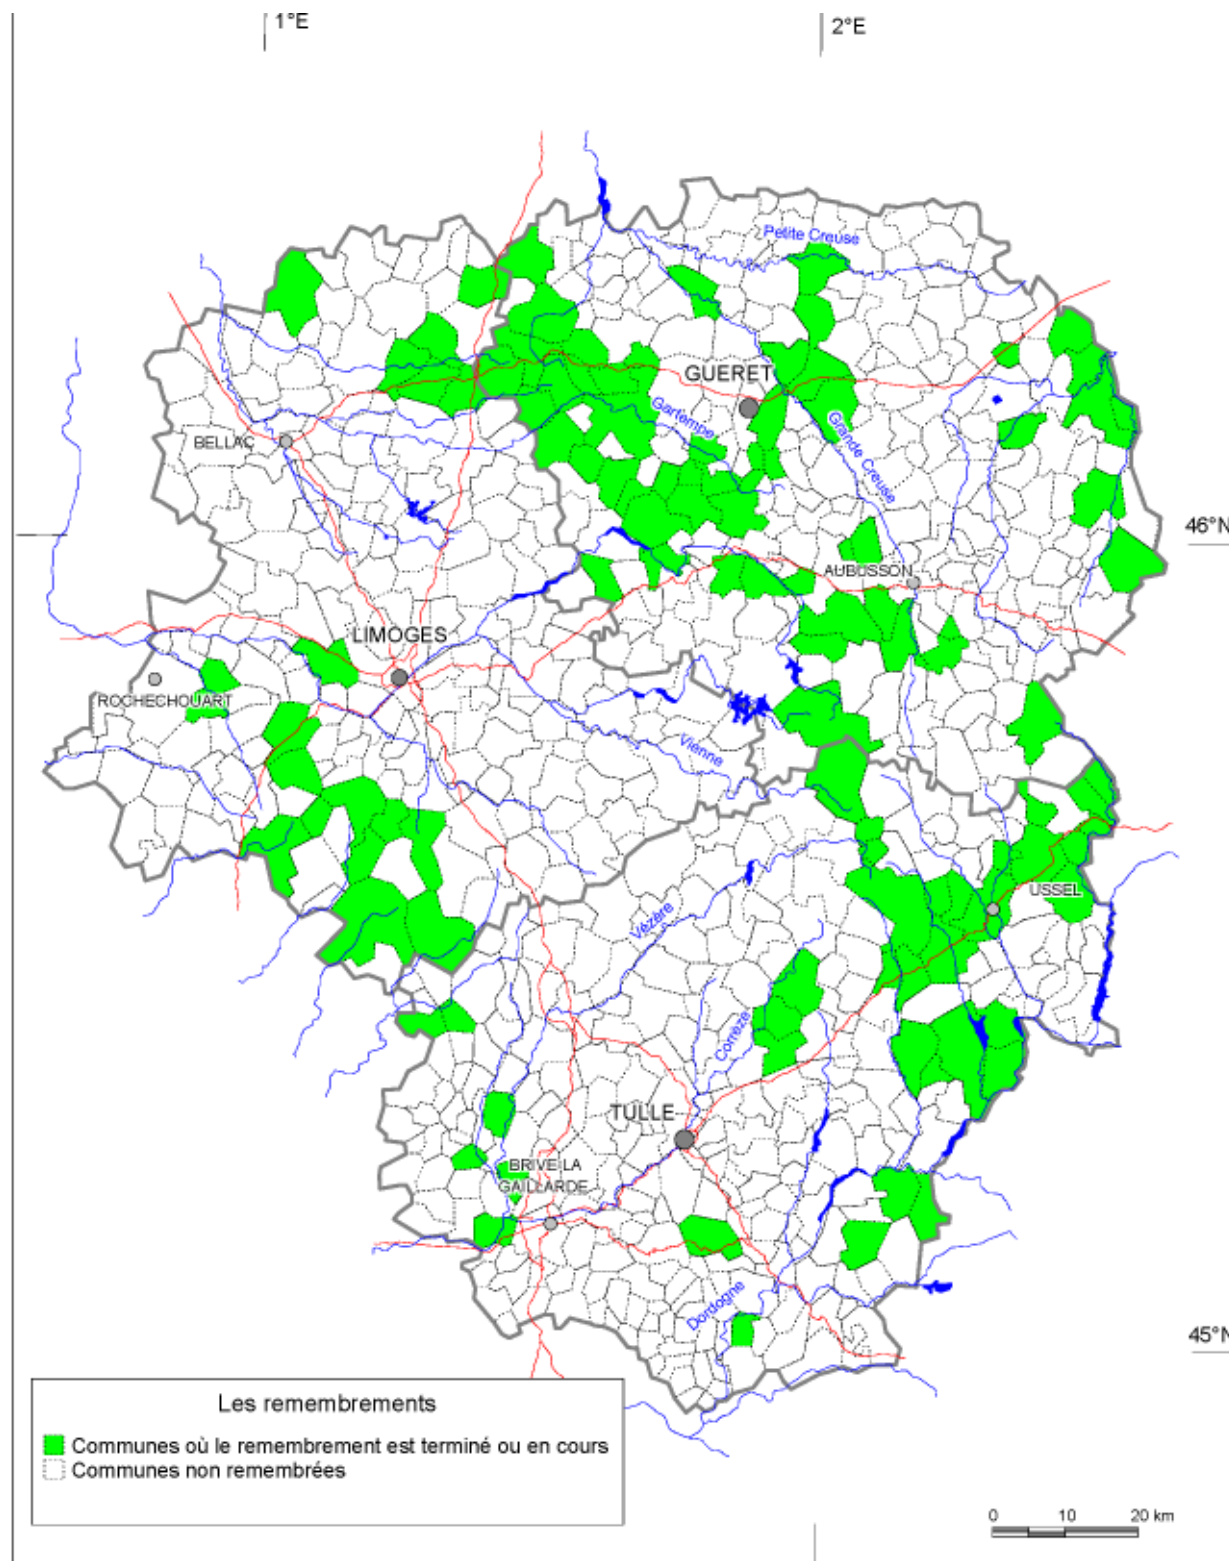 1°E
2°E
Petite Creuse
GUERET
Gartempe
Grande Creuse
BELLAC
46°N
AUBUSSON
LIMOGES
ROCHECHOUART
Vienne
USSEL
Vézère
Corrèze
TULLE
BRIVE LA
GAILLARDE
Dordogne
45°N
Les remembrements
Communes où le remembrement est terminé ou en cours
Communes non remembrées
0 10 20 km